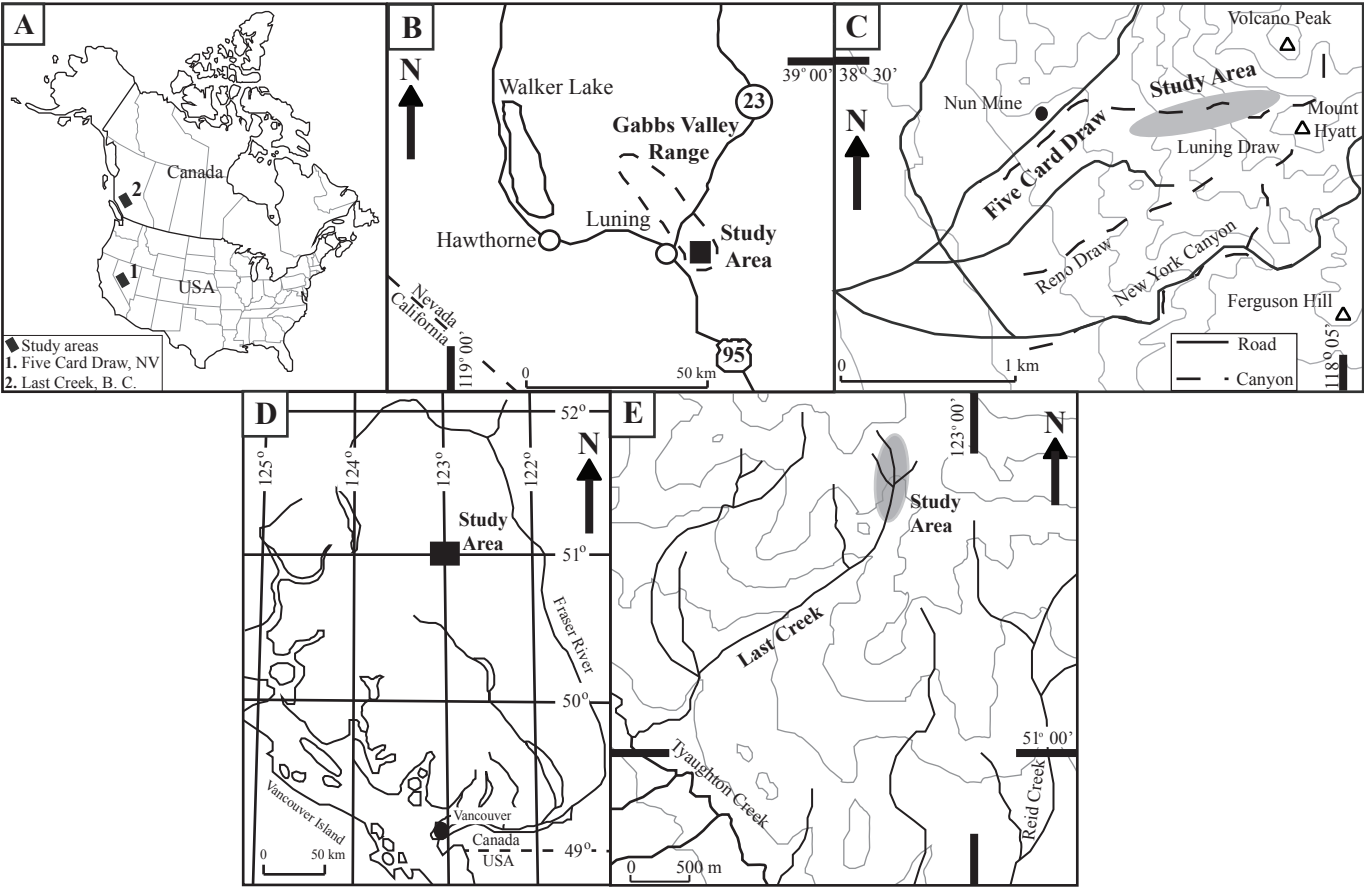 A
Canada
2
1
USA
Study areas
1. Five Card Draw, NV
2. Last Creek, B. C.
B
N
Walker Lake
23
Gabbs Valley
Range
Luning
Hawthorne
Study
Area
Nevada
California
119° 00'
95
0
50 km
39° 00'
38° 30'
C
Volcano Peak
Study Area
Nun Mine
Mount
Hyatt
N
Five Card Draw
Luning Draw
Reno Draw
New York Canyon
Ferguson Hill
0
1 km
Road
Canyon
118° 05'
D
52°
N
125°
124°
123°
122°
Study
Area
51°
Fraser River
50°
Vancouver Island
Vancouver
Canada
USA
49°
0
50 km
E
123° 00'
N
Study
Area
Last Creek
51° 00'
Tyaughton Creek
Reid Creek
0
500 m